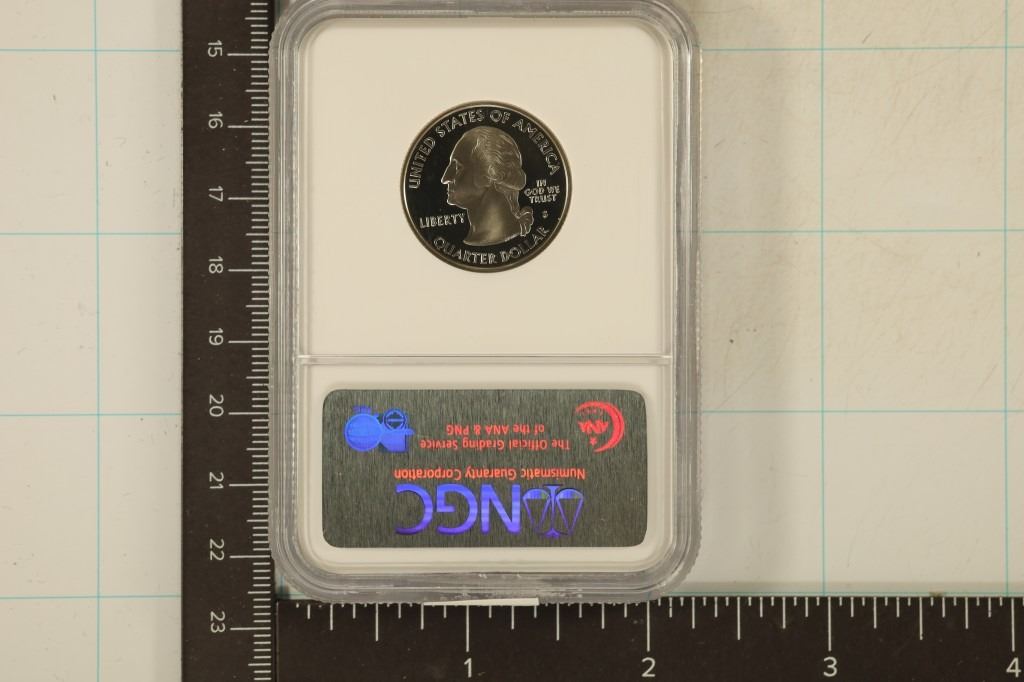 UNITED STATES OF AMERICA
IN
GOD WE
TRUST
LIBERTY
S
QUARTER DOLLAR
NGC
Numismatic Guaranty Corporation
The Official Grading Service
of the ANA & PNG
ANA
15
16
17
18
19
20
21
22
23
1
2
3
4